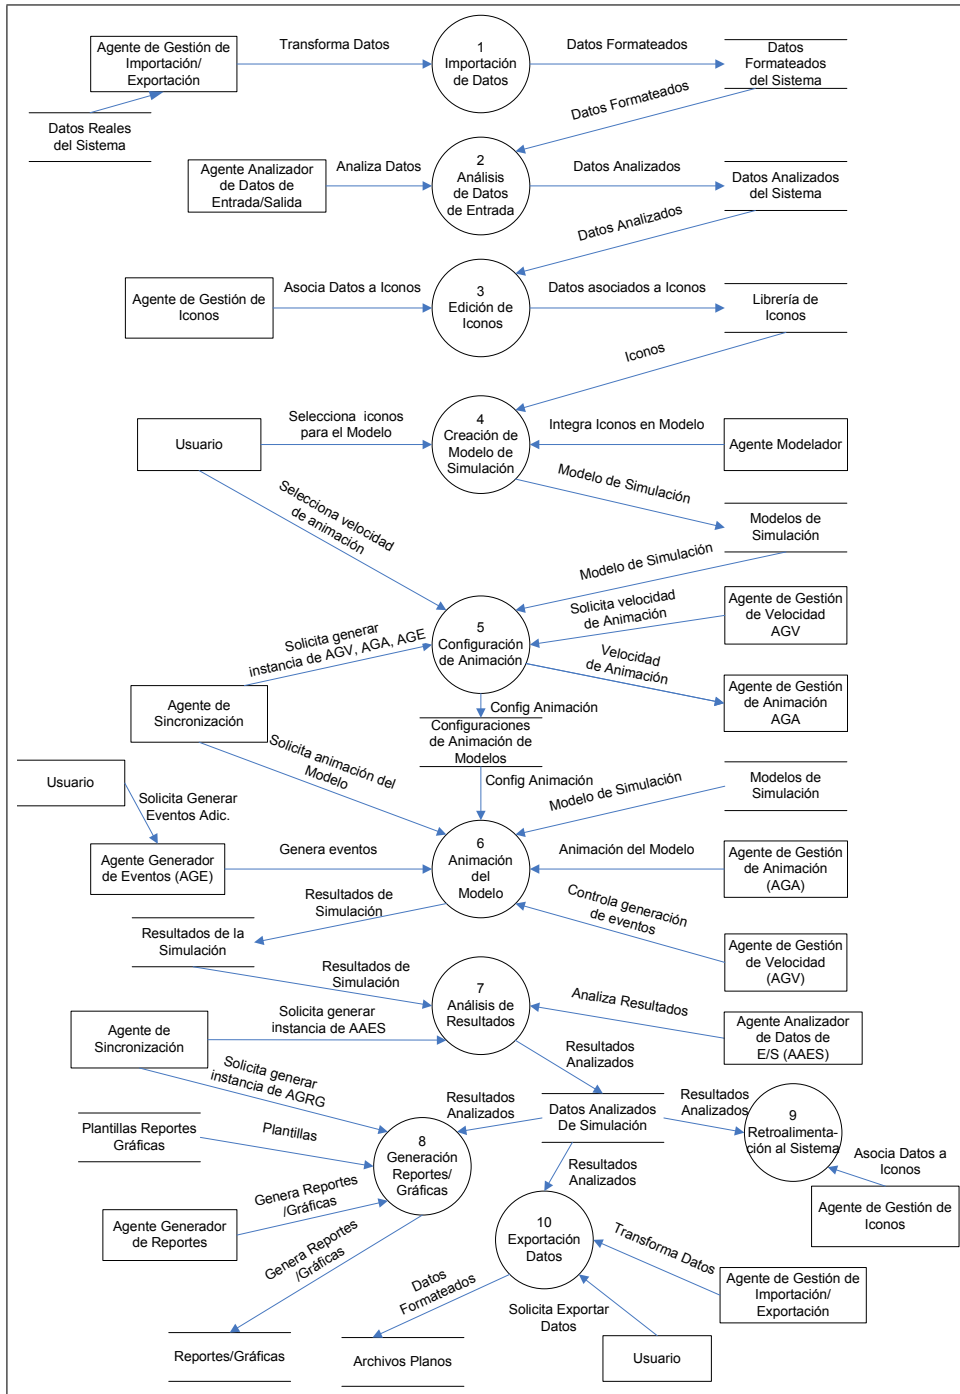 Agente de Gestión de
Importación/
Exportación
Transforma Datos
1
Importación
de Datos
Datos Formateados
Datos
Formateados
del Sistema
Datos Reales
del Sistema
Datos Formateados
Agente Analizador
de Datos de
Entrada/Salida
Analiza Datos
2
Análisis
de Datos
de Entrada
Datos Analizados
Datos Analizados
del Sistema
Datos Analizados
Agente de Gestión de
Iconos
Asocia Datos a Iconos
3
Edición de
Iconos
Datos asociados a Iconos
Librería de
Iconos
Iconos
Usuario
Selecciona iconos
para el Modelo
4
Creación de
Modelo de
Simulación
Integra Iconos en Modelo
Agente Modelador
Modelo de Simulación
Modelos de
Simulación
Selecciona velocidad
de animación
Modelo de Simulación
5
Configuración
de Animación
Solicita velocidad
de Animación
Agente de Gestión
de Velocidad
AGV
Solicita generar
instancia de AGV, AGA, AGE
Velocidad
de Animación
Agente de Gestión
de Animación
AGA
Agente de
Sincronización
Config Animación
Configuraciones
de Animación de
Modelos
Config Animación
Solicita animación del
Modelo
Modelo de Simulación
Modelos de
Simulación
Usuario
Solicita Generar
Eventos Adic.
Agente Generador
de Eventos (AGE)
Genera eventos
6
Animación
del
Modelo
Animación del Modelo
Agente de Gestión
de Animación
(AGA)
Controla generación
de eventos
Agente de Gestión
de Velocidad
(AGV)
Resultados de
Simulación
Resultados de la
Simulación
Resultados de
Simulación
7
Análisis de
Resultados
Analiza Resultados
Agente Analizador
de Datos de
E/S (AAES)
Agente de
Sincronización
Solicita generar
instancia de AAES
Resultados
Analizados
Solicita generar
instancia de AGRG
Resultados
Analizados
Datos Analizados
De Simulación
Resultados
Analizados
9
Retroalimenta-
ción al Sistema
Plantillas Reportes
Gráficas
Plantillas
8
Generación
Reportes/
Gráficas
Resultados
Analizados
Asocia Datos a
Iconos
Agente de Gestión de
Iconos
Agente Generador
de Reportes
Genera Reportes
/Gráficas
Genera Reportes
/Gráficas
10
Exportación
Datos
Transforma Datos
Agente de Gestión de
Importación/
Exportación
Datos
Formateados
Solicita Exportar
Datos
Reportes/Gráficas
Archivos Planos
Usuario